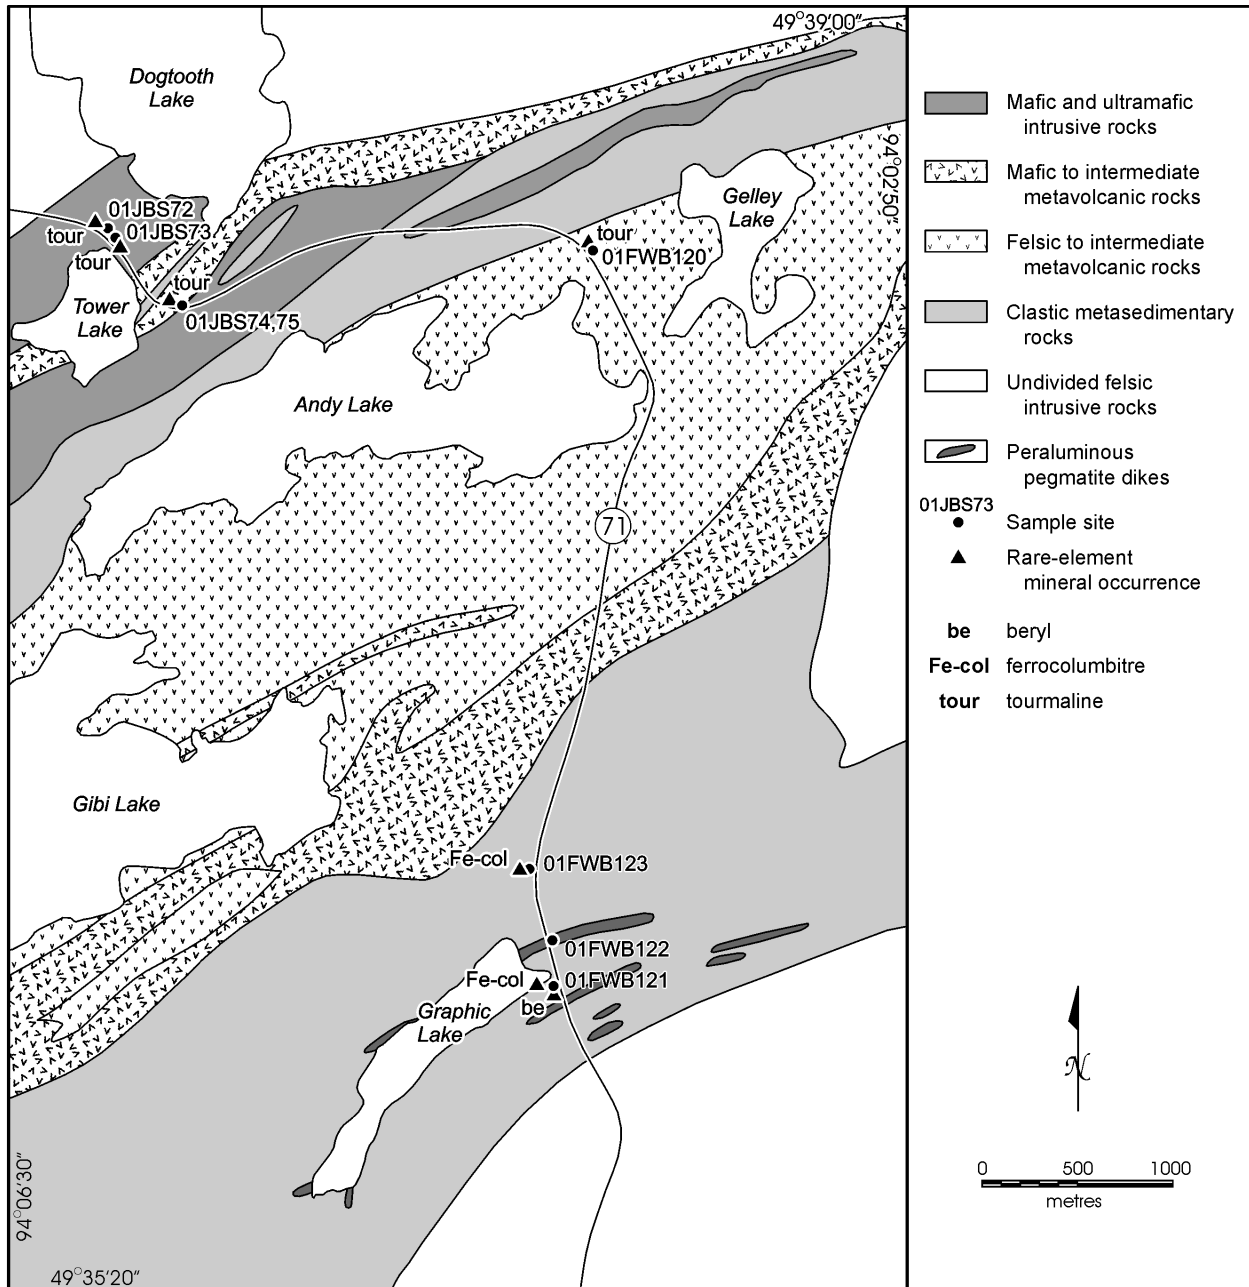 49°39'00"
Dogtooth
Lake
94°02'50"
Gelley
Lake
01JBS72
01JBS73
tour
tour
tour
tour
01FWB120
Tower
Lake
01JBS74,75
Andy Lake
71
Gibi Lake
Fe-col
01FWB123
01FWB122
Fe-col
01FWB121
be
Graphic
Lake
94°06'30"
49°35'20"
Mafic and ultramafic
intrusive rocks
Mafic to intermediate
metavolcanic rocks
Felsic to intermediate
metavolcanic rocks
Clastic metasedimentary
rocks
Undivided felsic
intrusive rocks
Peraluminous
pegmatite dikes
01JBS73
Sample site
Rare-element
mineral occurrence
be beryl
Fe-col ferrocolumbitre
tour tourmaline
N
0 500 1000
metres